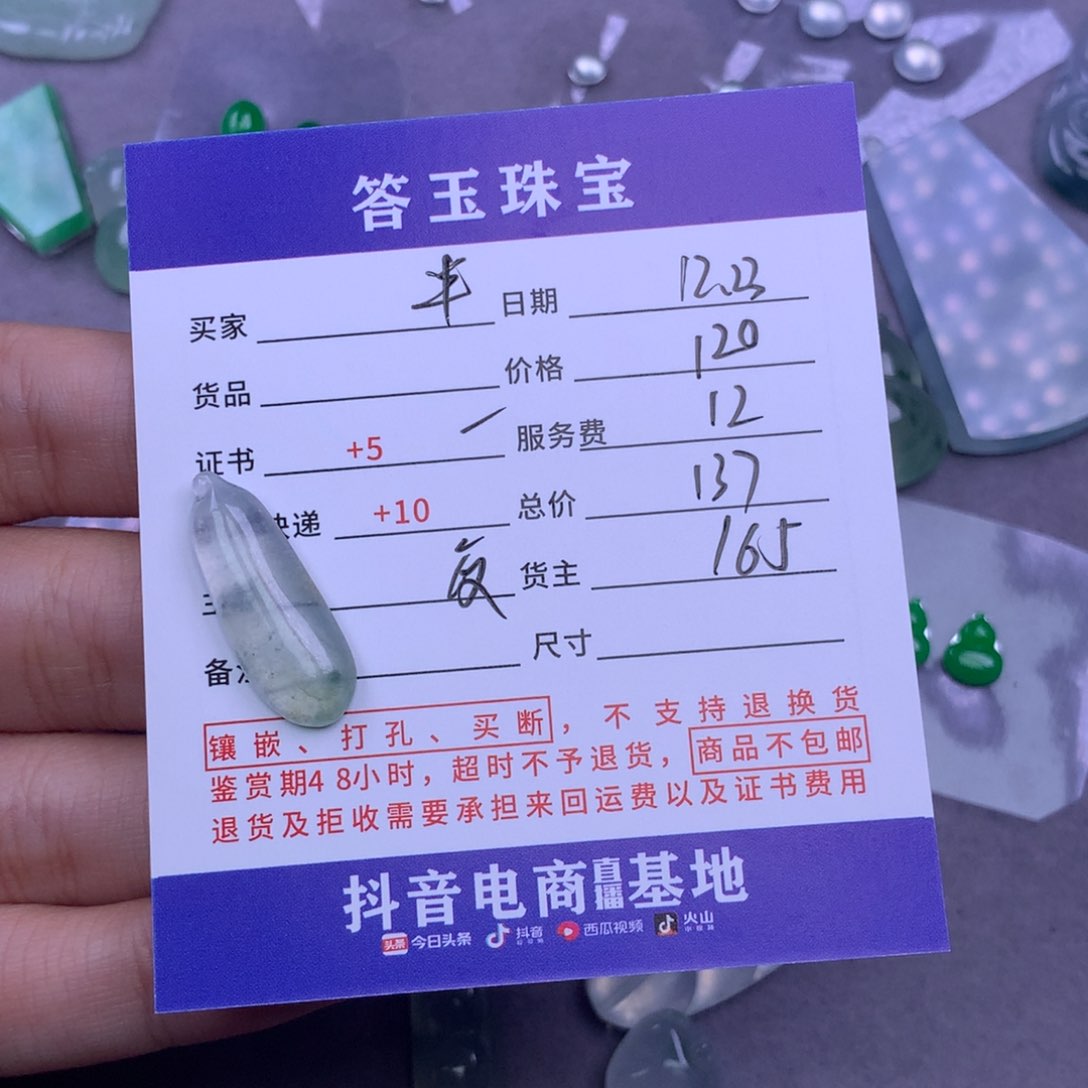 答玉珠宝
买家 丰 日期 12.23
货品 价格 120
证书 +5 服务费 12
快递 +10 总价 137
货主 165
备注 尺寸
镶嵌、打孔、买断，不支持退换货
鉴赏期48小时，超时不予退货，商品不包邮
退货及拒收需要承担来回运费以及证书费用
抖音电商直播基地
头条 今日头条 抖音 西瓜视频 火山